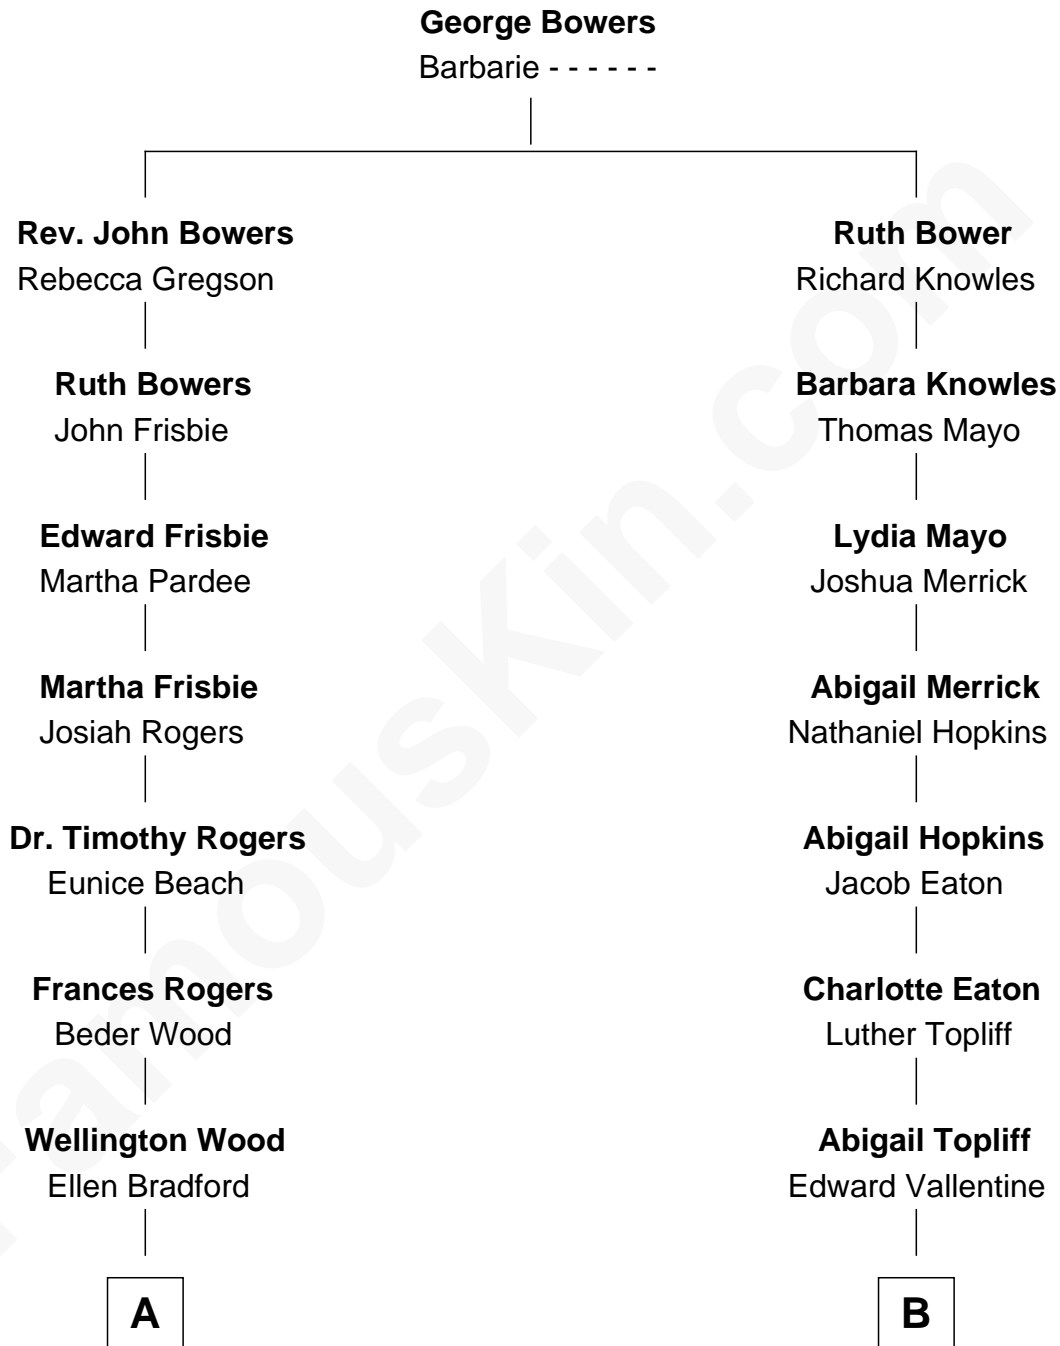 George Bowers
Barbarie - - - - - -
Rev. John Bowers
Rebecca Gregson
Ruth Bowers
John Frisbie
Edward Frisbie
Martha Pardee
Martha Frisbie
Josiah Rogers
Dr. Timothy Rogers
Eunice Beach
Frances Rogers
Beder Wood
Wellington Wood
Ellen Bradford
A
Ruth Bower
Richard Knowles
Barbara Knowles
Thomas Mayo
Lydia Mayo
Joshua Merrick
Abigail Merrick
Nathaniel Hopkins
Abigail Hopkins
Jacob Eaton
Charlotte Eaton
Luther Topliff
Abigail Topliff
Edward Vallentine
B
FamousKin.com